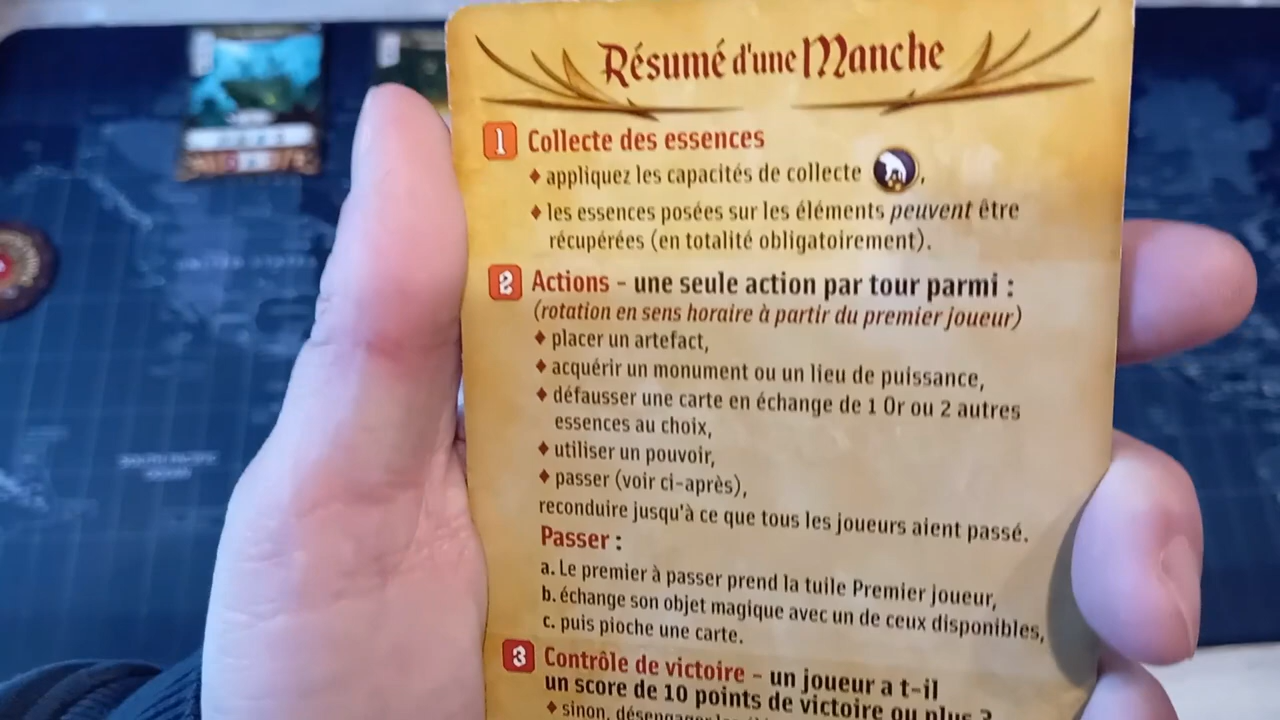 Résumé d'une Manche
1 Collecte des essences
♦ appliquez les capacités de collecte ,
♦ les essences posées sur les éléments peuvent être
récupérées (en totalité obligatoirement).
2 Actions - une seule action par tour parmi :
(rotation en sens horaire à partir du premier joueur)
♦ placer un artefact,
♦ acquérir un monument ou un lieu de puissance,
♦ défausser une carte en échange de 1 Or ou 2 autres
essences au choix,
♦ utiliser un pouvoir,
♦ passer (voir ci-après),
reconduire jusqu'à ce que tous les joueurs aient passé.
Passer :
a. Le premier à passer prend la tuile Premier joueur,
b. échange son objet magique avec un de ceux disponibles,
c. puis pioche une carte.
3 Contrôle de victoire - un joueur a t-il
un score de 10 points de victoire ou plus ?
♦ sinon,